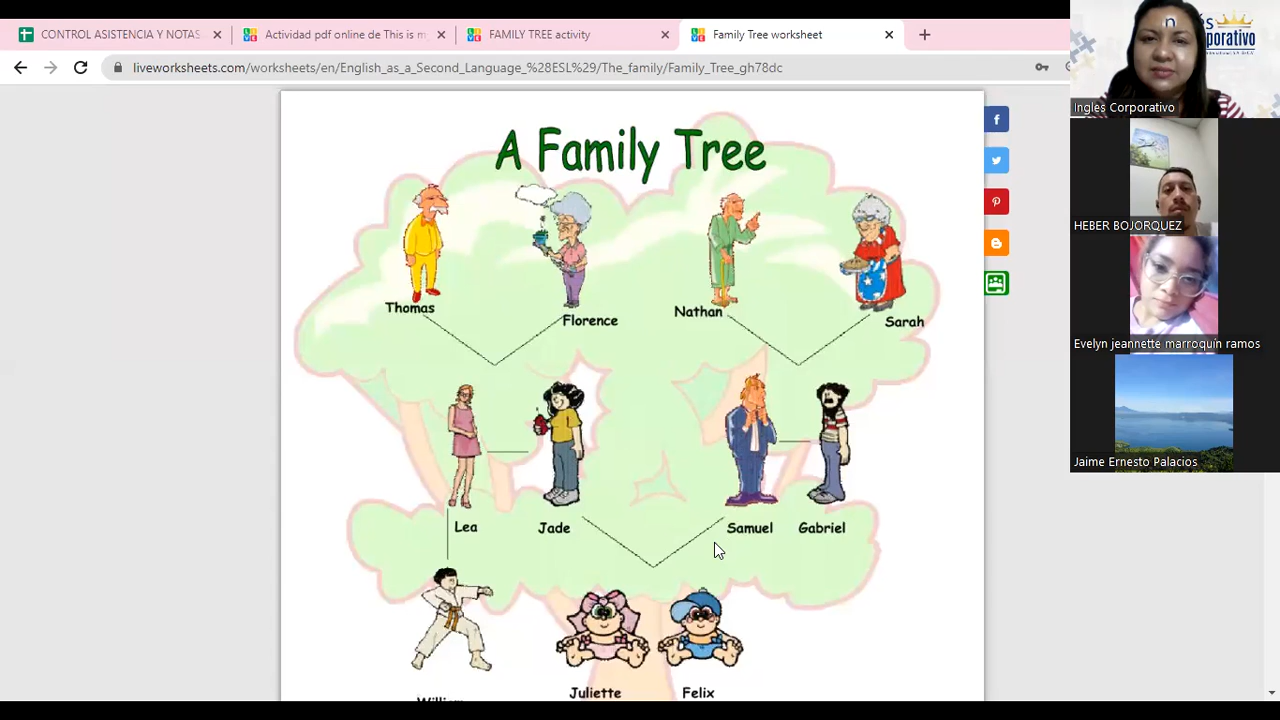 CONTROL ASISTENCIA Y NOTAS
Actividad pdf online de This is m
FAMILY TREE activity
Family Tree worksheet
liveworksheets.com/worksheets/en/English_as_a_Second_Language_%28ESL%29/The_family/Family_Tree_gh78dc
A Family Tree
Thomas
Florence
Nathan
Sarah
Lea
Jade
Samuel
Gabriel
Juliette
Felix
Ingles Corporativo
HEBER BOJORQUEZ
Evelyn jeannette marroquín ramos
Jaime Ernesto Palacios